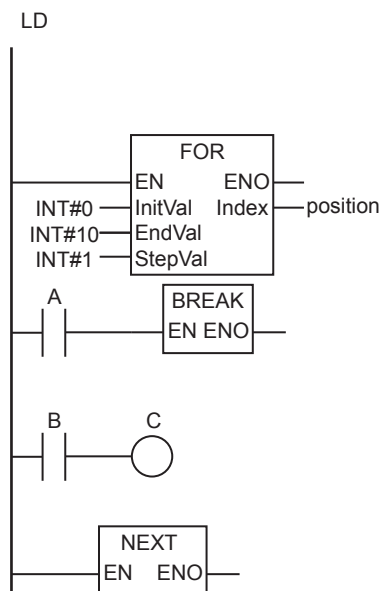 LD
FOR
EN ENO
INT#0 InitVal Index position
INT#10 EndVal
INT#1 StepVal
A
BREAK
EN ENO
B C
NEXT
EN ENO